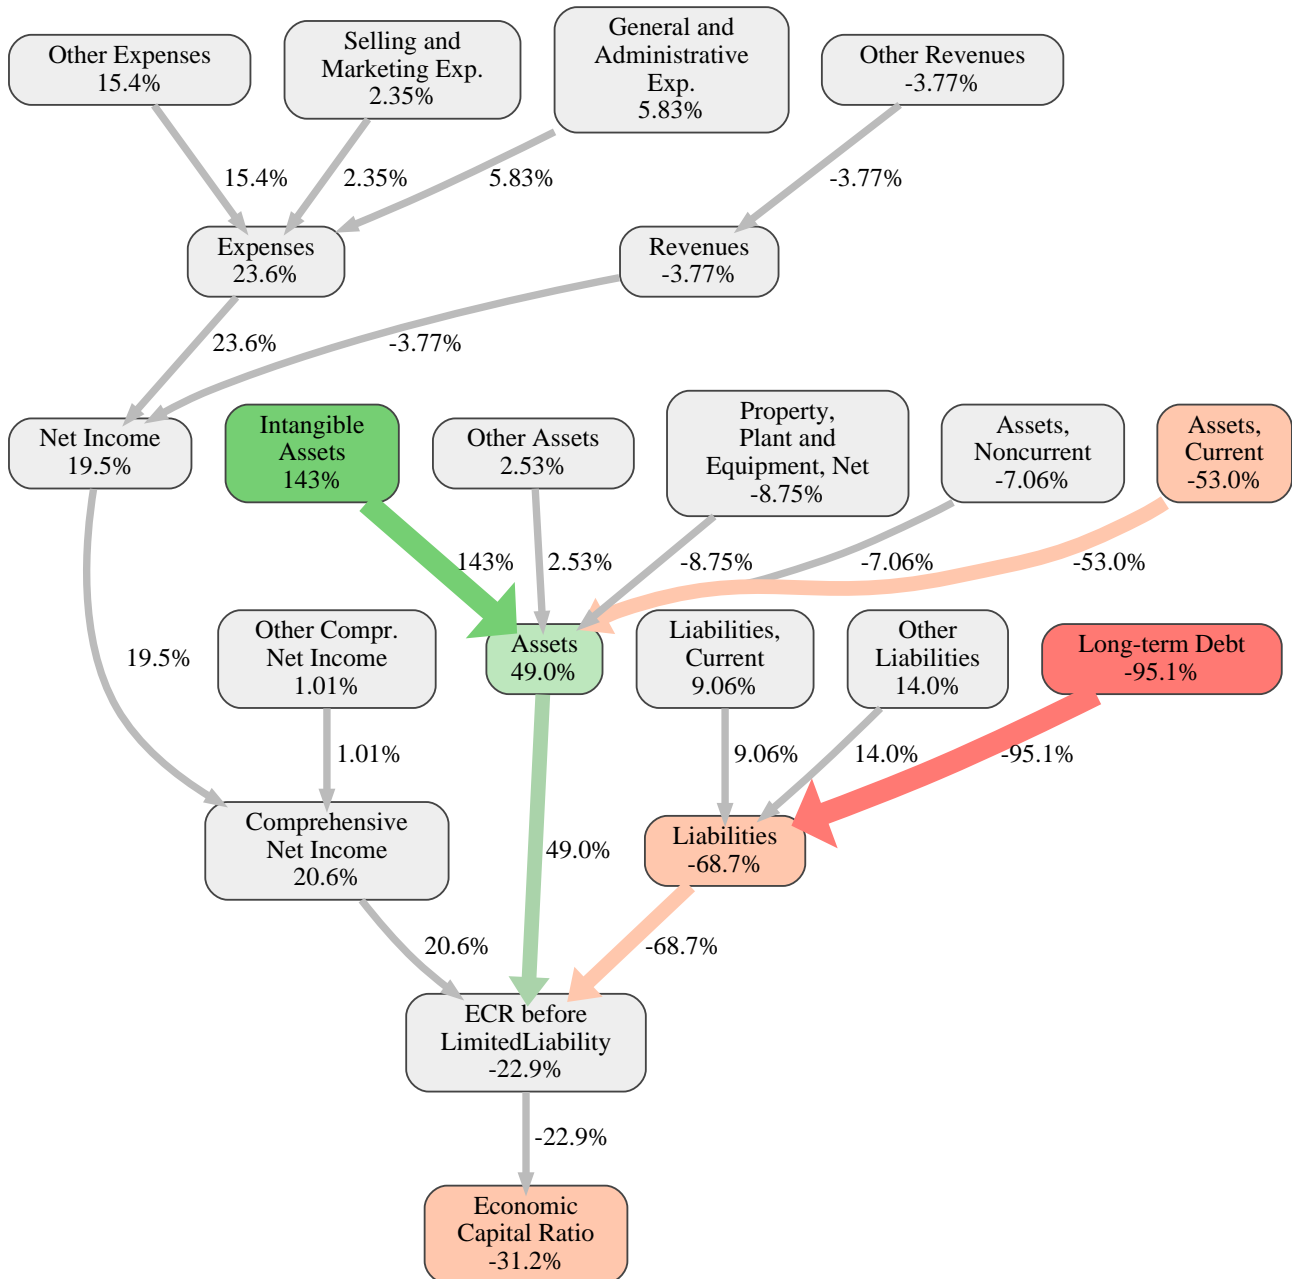 Other Expenses
15.4%
Selling and
Marketing Exp.
2.35%
General and
Administrative
Exp.
5.83%
Other Revenues
-3.77%
15.4%
2.35%
5.83%
-3.77%
Expenses
23.6%
Revenues
-3.77%
23.6%
-3.77%
Net Income
19.5%
Intangible
Assets
143%
Other Assets
2.53%
Property,
Plant and
Equipment, Net
-8.75%
Assets,
Noncurrent
-7.06%
Assets,
Current
-53.0%
143%
2.53%
-8.75%
-7.06%
-53.0%
19.5%
Other Compr.
Net Income
1.01%
Assets
49.0%
Liabilities,
Current
9.06%
Other
Liabilities
14.0%
Long-term Debt
-95.1%
1.01%
9.06%
14.0%
-95.1%
Comprehensive
Net Income
20.6%
49.0%
Liabilities
-68.7%
20.6%
-68.7%
ECR before
LimitedLiability
-22.9%
-22.9%
Economic
Capital Ratio
-31.2%